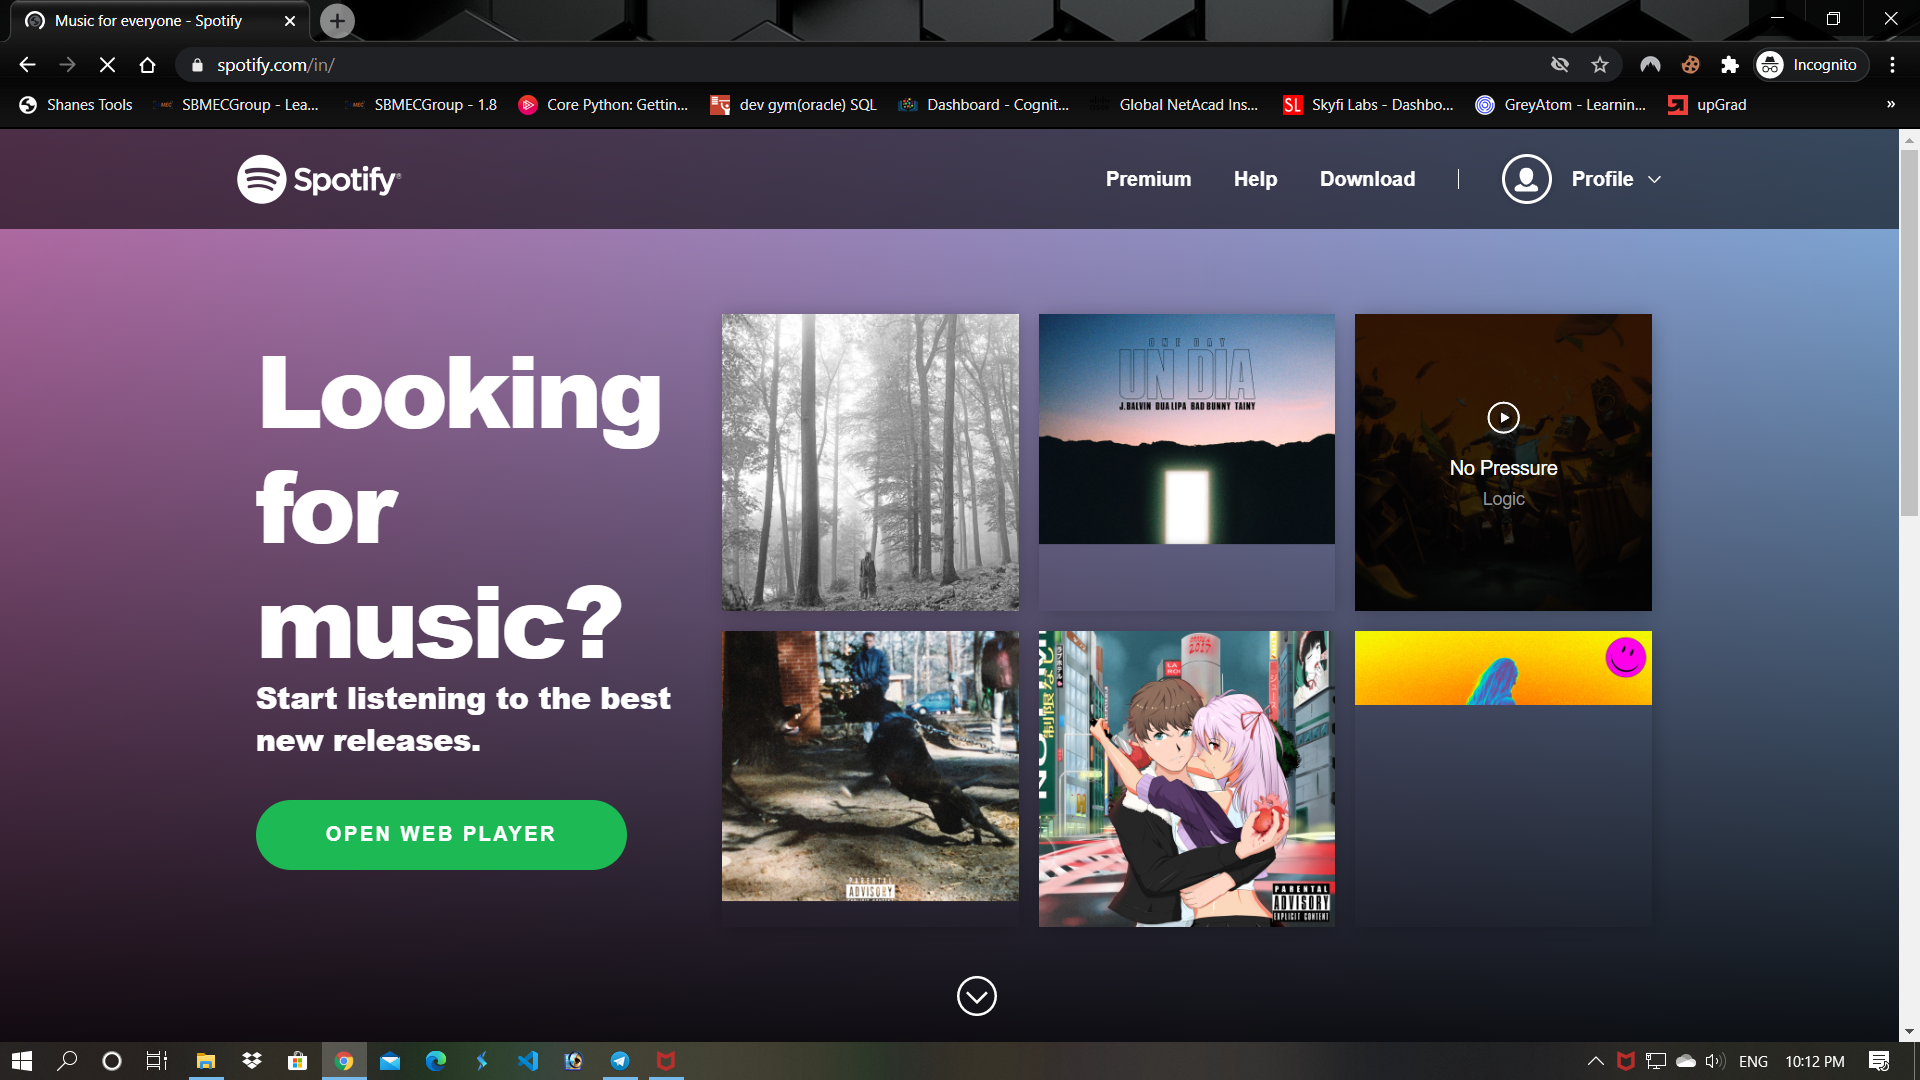 Music for everyone - Spotify
spotify.com/in/
Incognito
Shanes Tools
SBMECGroup - Lea...
SBMECGroup - 1.8
Core Python: Gettin...
dev gym(oracle) SQL
Dashboard - Cognit...
Global NetAcad Ins...
SL
Skyfi Labs - Dashbo...
GreyAtom - Learnin...
upGrad
»
Spotify
Premium
Help
Download
Profile
Looking
for
music?
Start listening to the best
new releases.
OPEN WEB PLAYER
ONE DAY
UN DIA
J.BALVIN DUA LIPA BAD BUNNY TAINY
No Pressure
Logic
PARENTAL
ADVISORY
2017
PARENTAL
ADVISORY
EXPLICIT CONTENT
ENG
10:12 PM